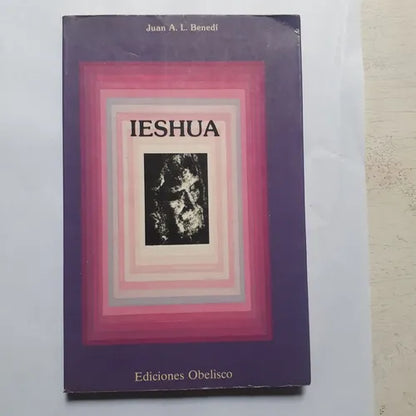 Juan A. L. Benedí
IESHUA
Ediciones Obelisco